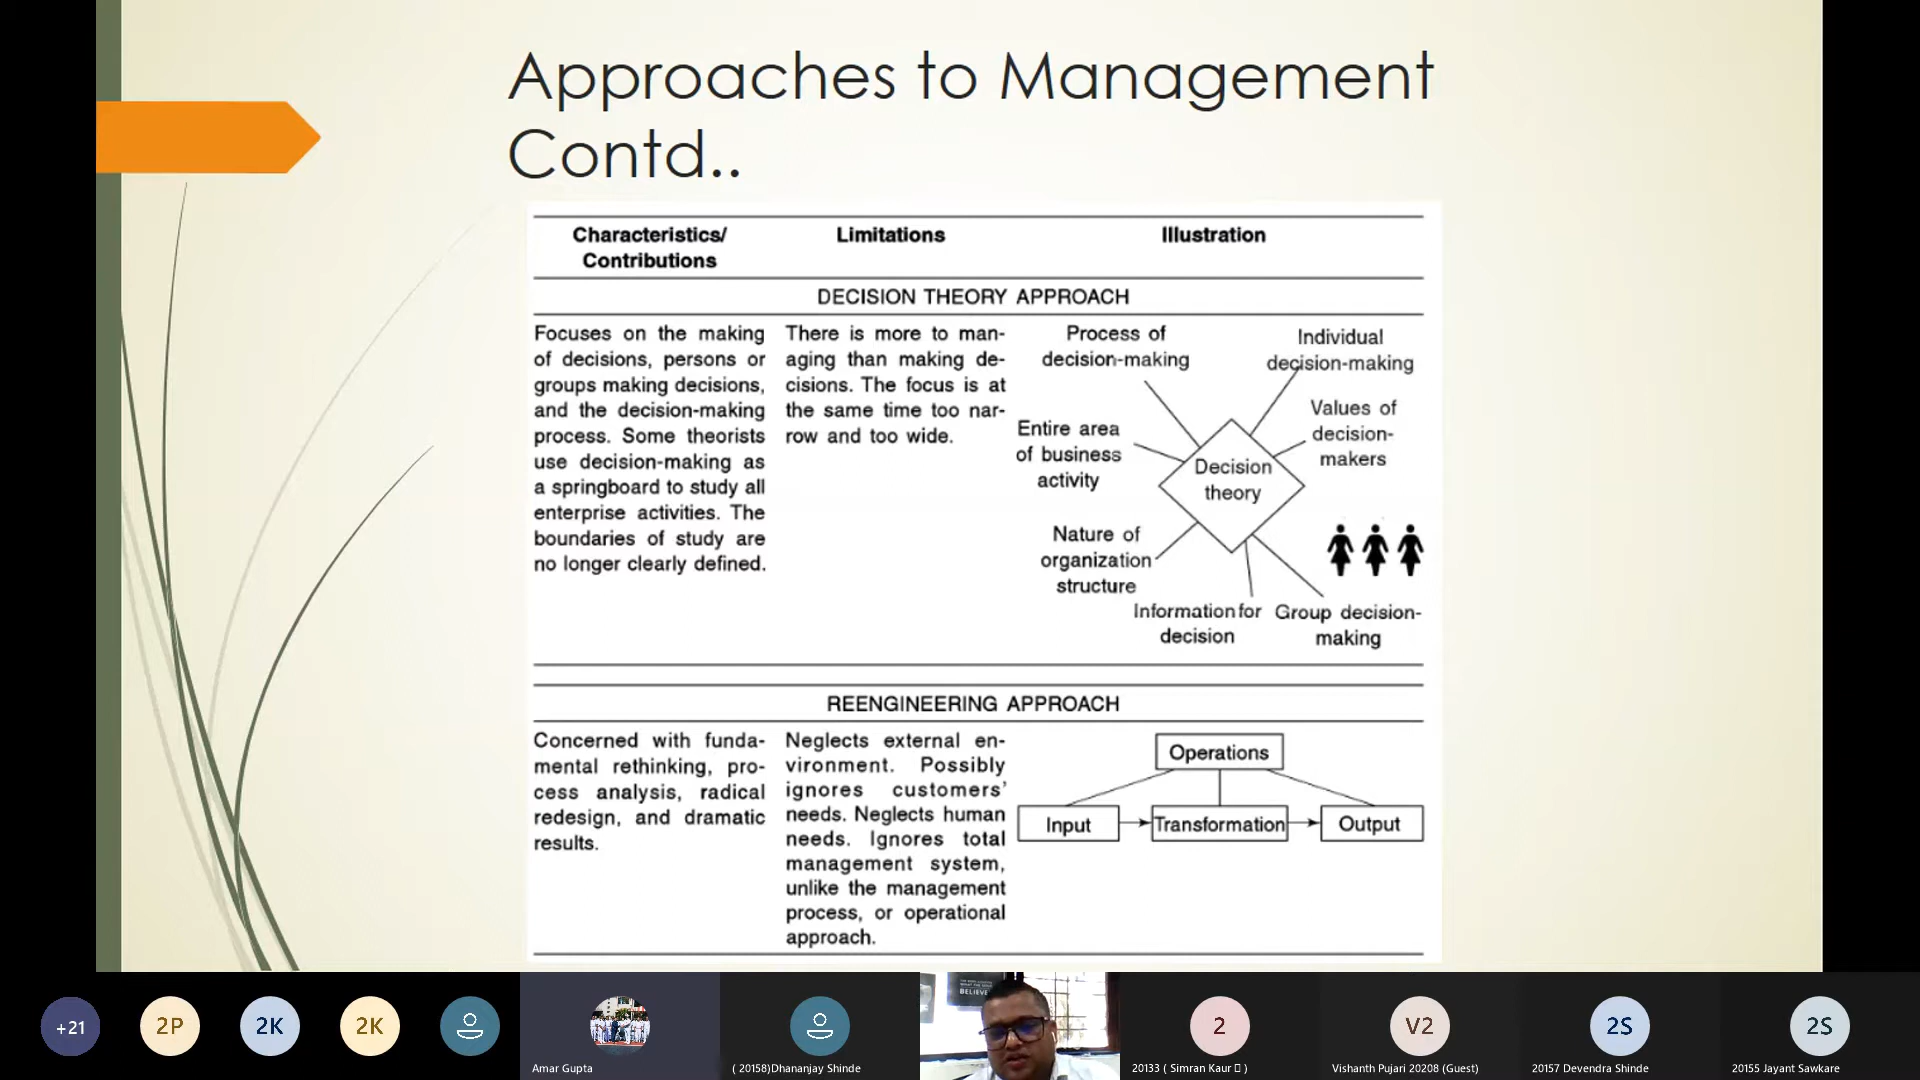 Approaches to Management
Contd..
Characteristics/
Contributions
Limitations
Illustration
DECISION THEORY APPROACH
Focuses on the making
of decisions, persons or
groups making decisions,
and the decision-making
process. Some theorists
use decision-making as
a springboard to study all
enterprise activities. The
boundaries of study are
no longer clearly defined.
There is more to man-
aging than making de-
cisions. The focus is at
the same time too nar-
row and too wide.
Process of
decision-making
Individual
decision-making
Entire area
of business
activity
Values of
decision-
makers
Decision
theory
Nature of
organization
structure
Information for
decision
Group decision-
making
REENGINEERING APPROACH
Concerned with funda-
mental rethinking, pro-
cess analysis, radical
redesign, and dramatic
results.
Neglects external en-
vironment. Possibly
ignores customers'
needs. Neglects human
needs. Ignores total
management system,
unlike the management
process, or operational
approach.
Operations
Input
Transformation
Output
+21
2P
2K
2K
Amar Gupta
( 20158)Dhananjay Shinde
BELIEVE
2
20133 ( Simran Kaur )
V2
Vishanth Pujari 20208 (Guest)
2S
20157 Devendra Shinde
2S
20155 Jayant Sawkare